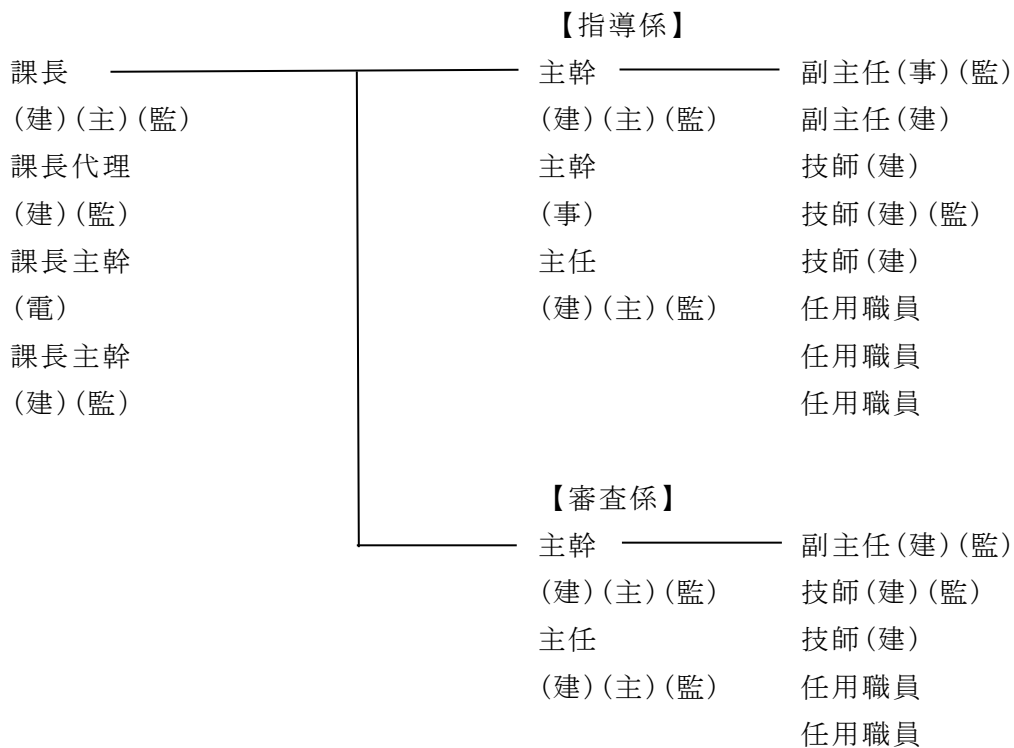 【指導係】
課長 主幹 副主任(事)(監)
(建)(主)(監) (建)(主)(監) 副主任(建)
課長代理 主幹 技師(建)
(建)(監) (事) 技師(建)(監)
課長主幹 主任 技師(建)
(電) (建)(主)(監) 任用職員
課長主幹 任用職員
(建)(監) 任用職員
【審査係】
主幹 副主任(建)(監)
(建)(主)(監) 技師(建)(監)
主任 技師(建)
(建)(主)(監) 任用職員
任用職員